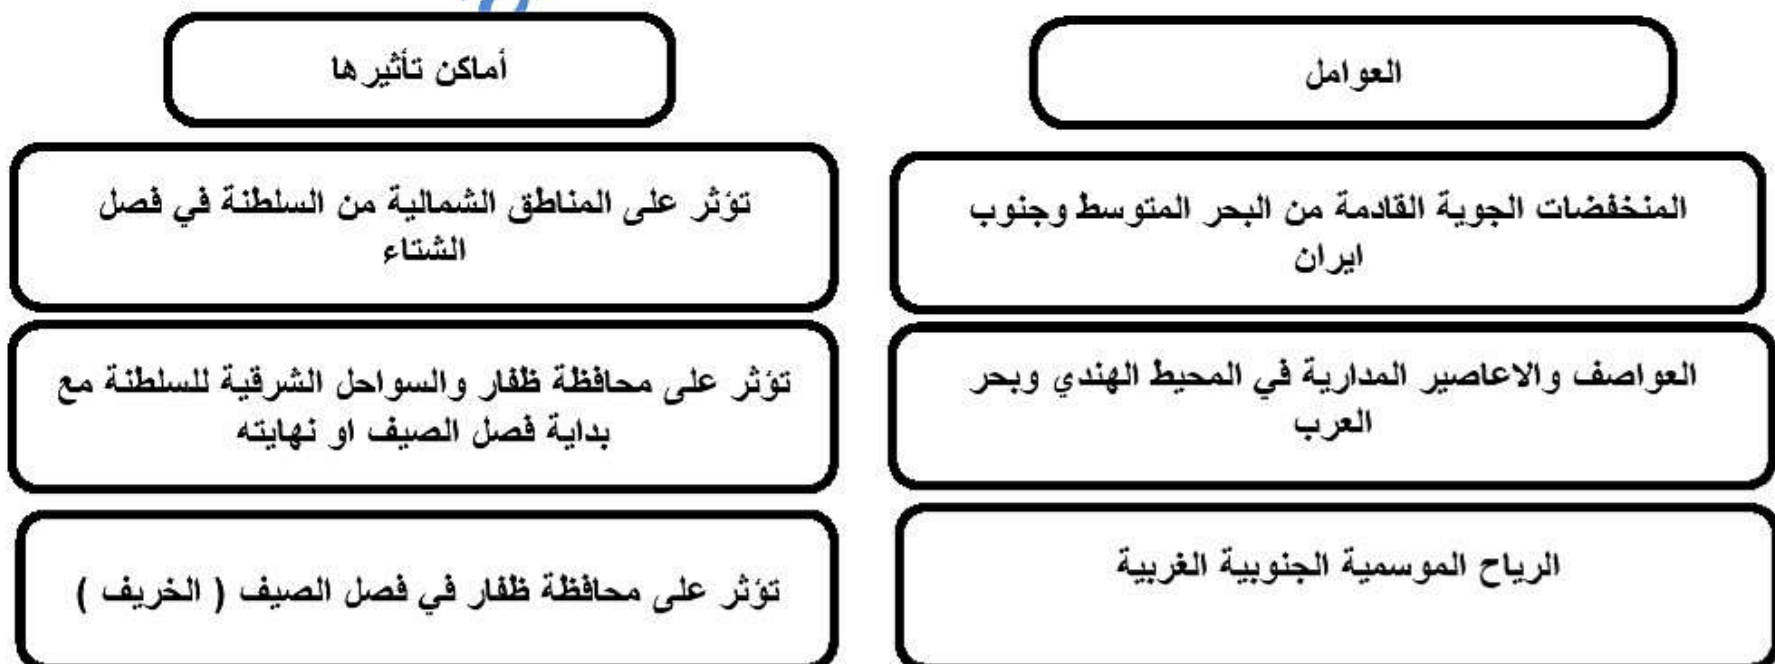 العوامل
أماكن تأثيرها
المنخفضات الجوية القادمة من البحر المتوسط وجنوب
ايران
تؤثر على المناطق الشمالية من السلطنة في فصل
الشتاء
العواصف والاعاصير المدارية في المحيط الهندي وبحر
العرب
تؤثر على محافظة ظفار والسواحل الشرقية للسلطنة مع
بداية فصل الصيف او نهايته
الرياح الموسمية الجنوبية الغربية
تؤثر على محافظة ظفار في فصل الصيف ( الخريف )